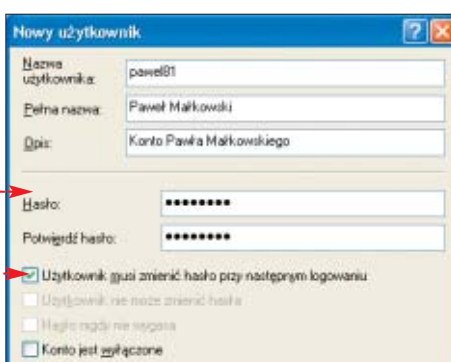 Nowy użytkownik
Nazwa
użytkownika:
pawel81
Pełna nazwa:
Paweł Małkowski
Opis:
Konto Pawła Małkowskiego
Hasło:
••••••••
Potwierdź hasło:
••••••••
Użytkownik musi zmienić hasło przy następnym logowaniu
Użytkownik nie może zmienić hasła
Hasło nigdy nie wygasa
Konto jest wyłączone